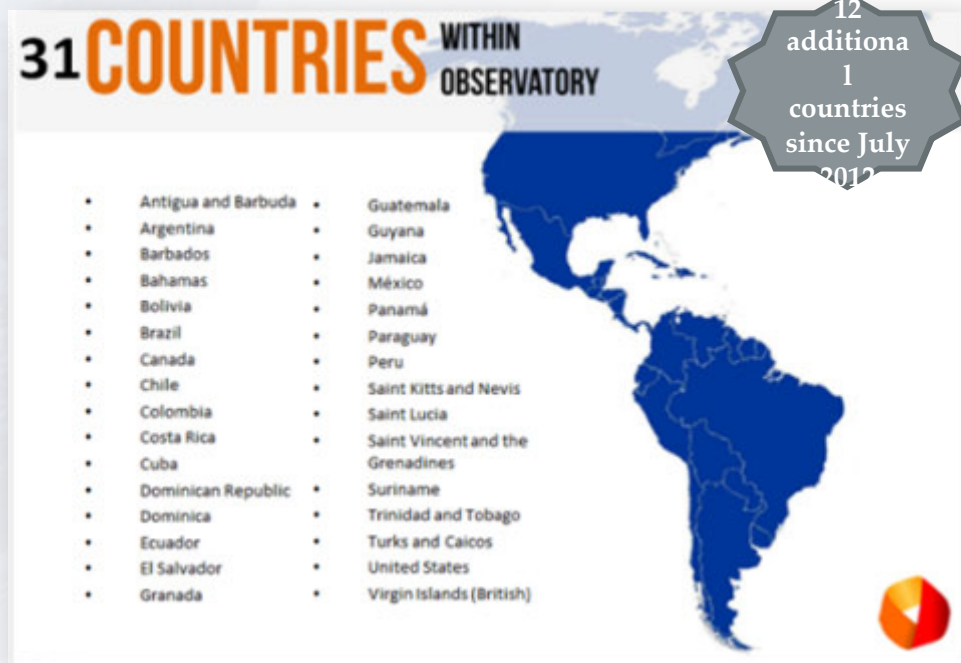 31 COUNTRIES WITHIN
OBSERVATORY
12
additiona
l
countries
since July
2012
• Antigua and Barbuda
• Argentina
• Barbados
• Bahamas
• Bolivia
• Brazil
• Canada
• Chile
• Colombia
• Costa Rica
• Cuba
• Dominican Republic
• Dominica
• Ecuador
• El Salvador
• Granada
• Guatemala
• Guyana
• Jamaica
• México
• Panamá
• Paraguay
• Peru
• Saint Kitts and Nevis
• Saint Lucia
• Saint Vincent and the
Grenadines
• Suriname
• Trinidad and Tobago
• Turks and Caicos
• United States
• Virgin Islands (British)